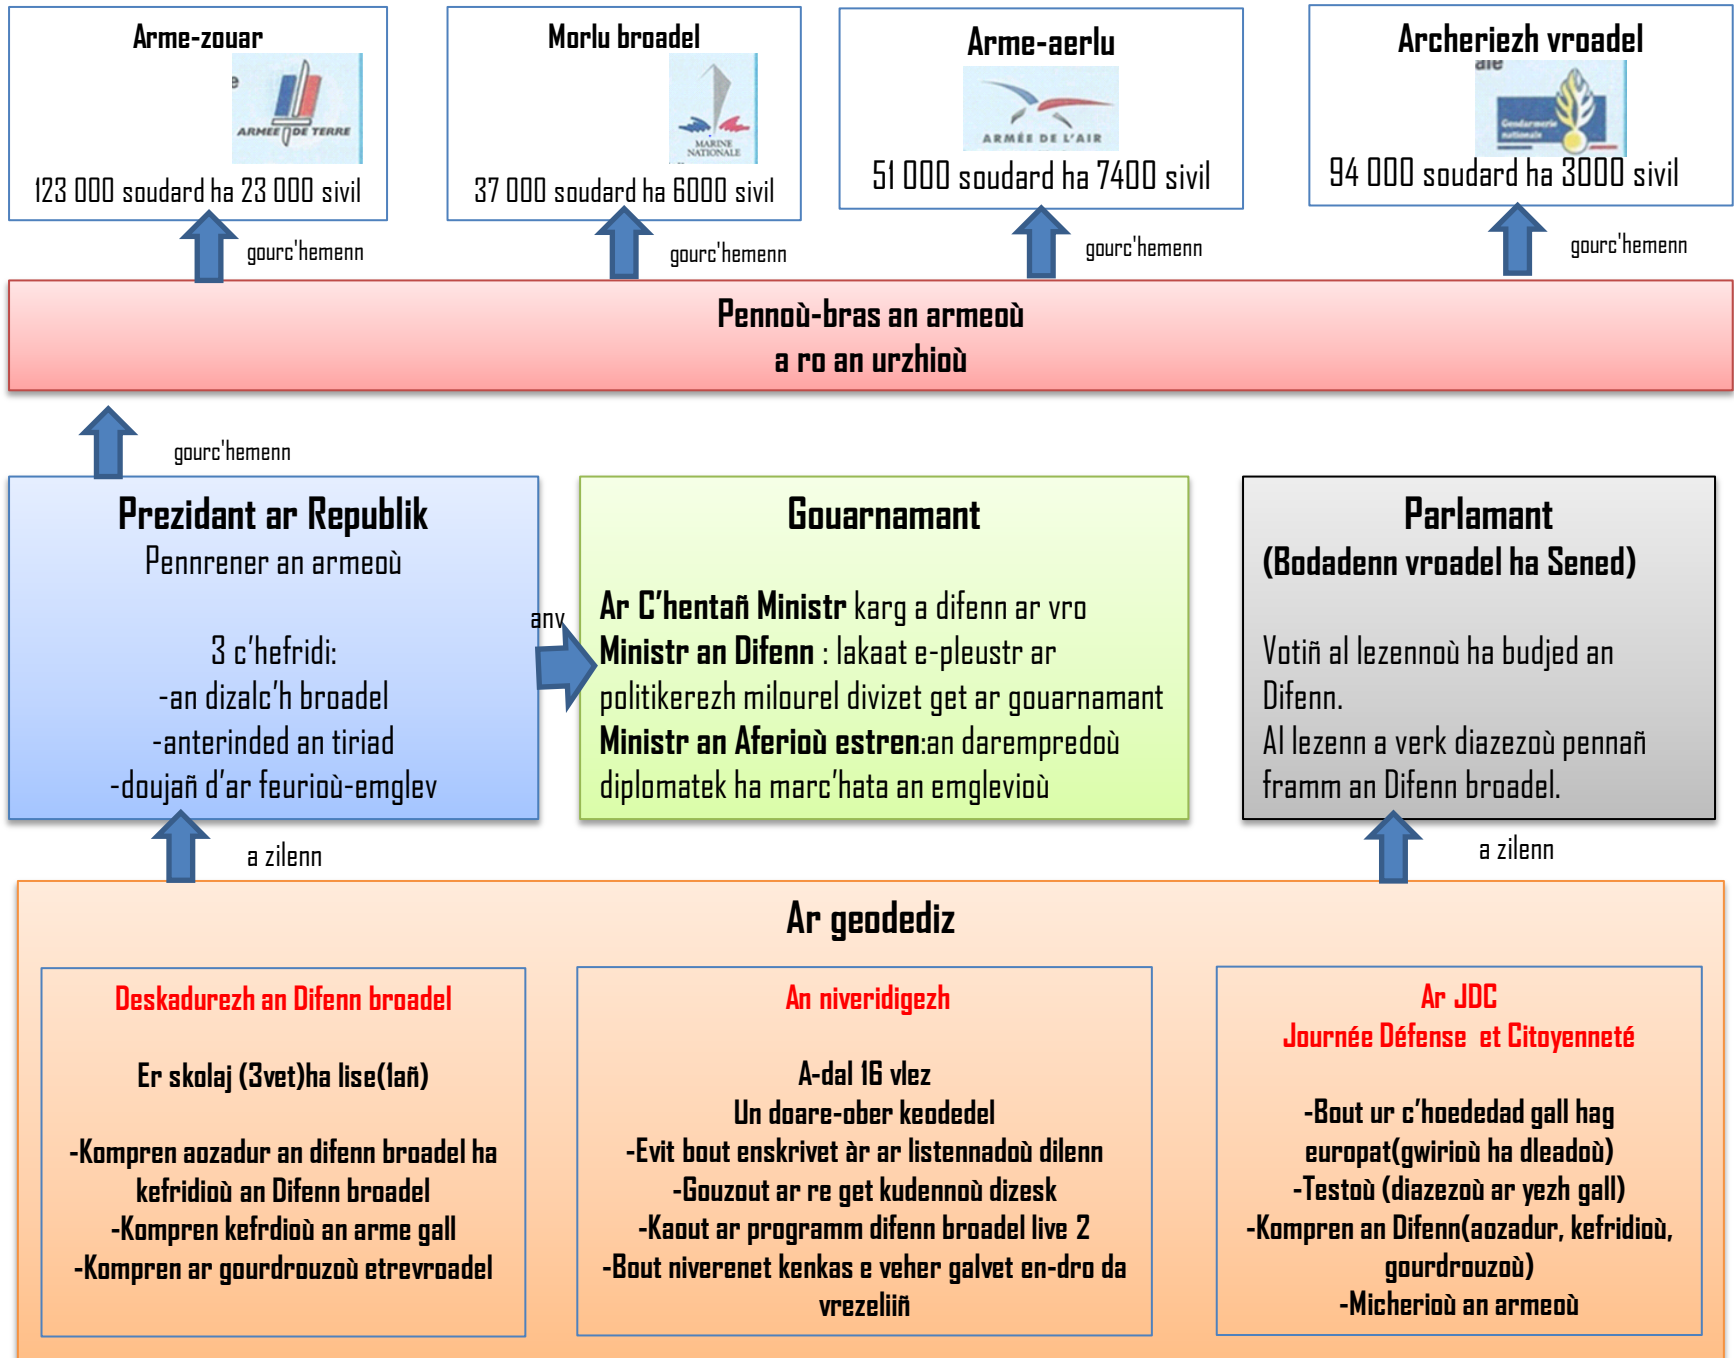 Arme-zouar
e
ARMEE DE TERRE
123 000 soudard ha 23 000 sivil
Morlu broadel
MARINE
NATIONALE
37 000 soudard ha 6000 sivil
Arme-aerlu
ARMÉE DE L'AIR
51 000 soudard ha 7400 sivil
Archeriezh vroadel
ale
Gendarmerie
nationale
94 000 soudard ha 3000 sivil
gourc'hemenn
gourc'hemenn
gourc'hemenn
gourc'hemenn
Pennoù-bras an armeoù
a ro an urzhioù
gourc'hemenn
Prezidant ar Republik
Pennrener an armeoù
3 c'hefridi:
-an dizalc'h broadel
-anterinded an tiriad
-doujañ d'ar feurioù-emglev
anv
Gouarnamant
Ar C'hentañ Ministr karg a difenn ar vro
Ministr an Difenn : lakaat e-pleustr ar
politikerezh milourel divizet get ar gouarnamant
Ministr an Aferioù estren:an darempredoù
diplomatek ha marc'hata an emglevioù
Parlamant
(Bodadenn vroadel ha Sened)
Votiñ al lezennoù ha budjed an
Difenn.
Al lezenn a verk diazezoù pennañ
framm an Difenn broadel.
a zilenn
a zilenn
Ar geodediz
Deskadurezh an Difenn broadel
Er skolaj (3vet)ha lise(1añ)
-Kompren aozadur an difenn broadel ha
kefridioù an Difenn broadel
-Kompren kefrdioù an arme gall
-Kompren ar gourdrouzoù etrevroadel
An niveridigezh
A-dal 16 vlez
Un doare-ober keodedel
-Evit bout enskrivet àr ar listennadoù dilenn
-Gouzout ar re get kudennoù dizesk
-Kaout ar programm difenn broadel live 2
-Bout niverenet kenkas e veher galvet en-dro da
vrezeliiñ
Ar JDC
Journée Défense et Citoyenneté
-Bout ur c'hoededad gall hag
europat(gwirioù ha dleadoù)
-Testoù (diazezoù ar yezh gall)
-Kompren an Difenn(aozadur, kefridioù,
gourdrouzoù)
-Micherioù an armeoù